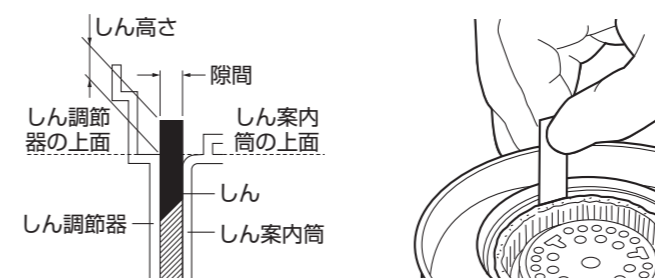 しん高さ
隙間
しん調節
器の上面
しん案内
筒の上面
しん
しん調節器
しん案内筒